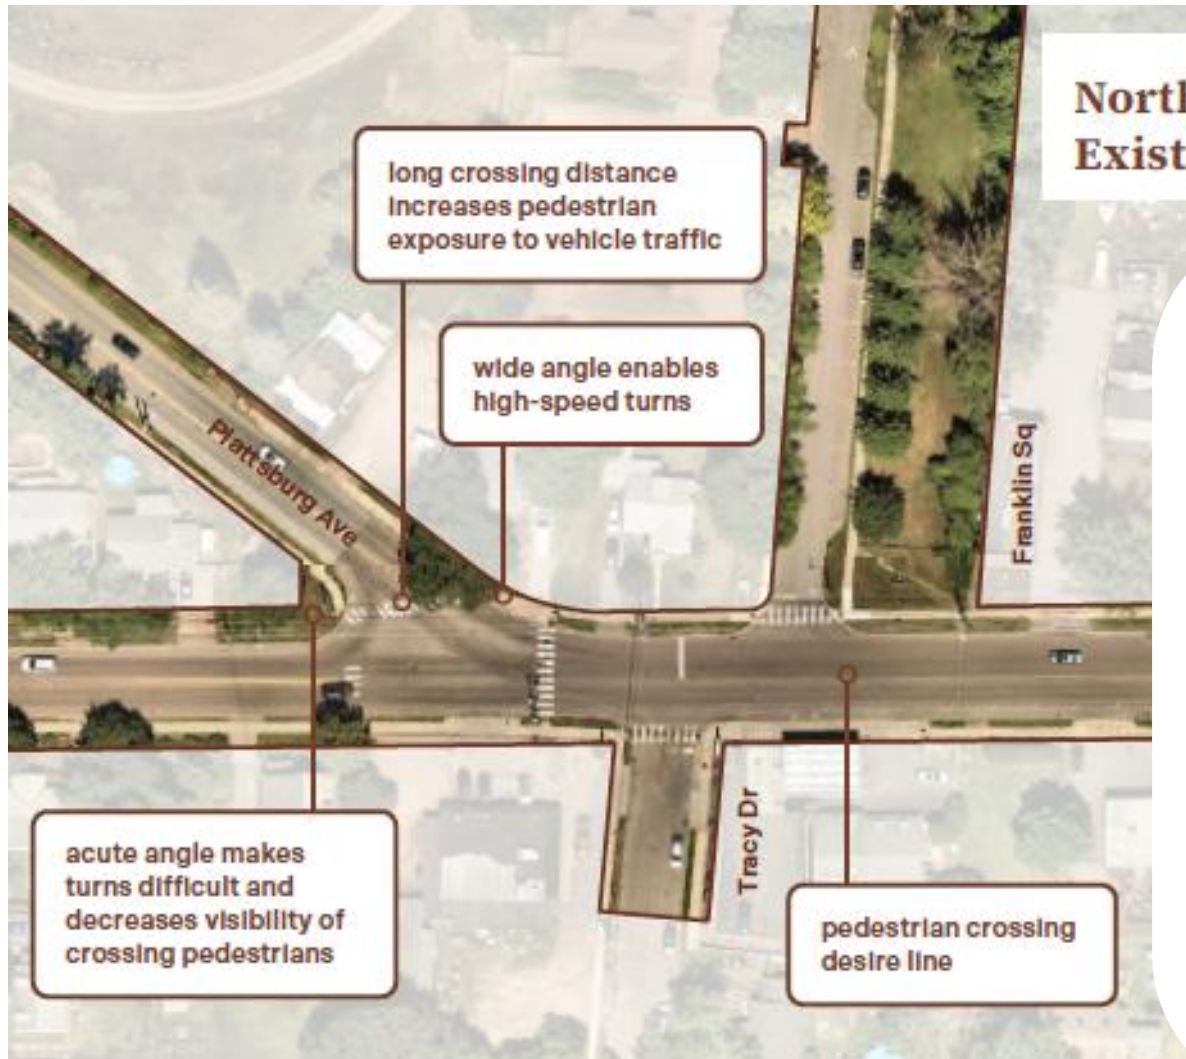 North
Exist
long crossing distance
increases pedestrian
exposure to vehicle traffic
wide angle enables
high-speed turns
Plattsburg Ave
Franklin Sq
acute angle makes
turns difficult and
decreases visibility of
crossing pedestrians
Tracy Dr
pedestrian crossing
desire line